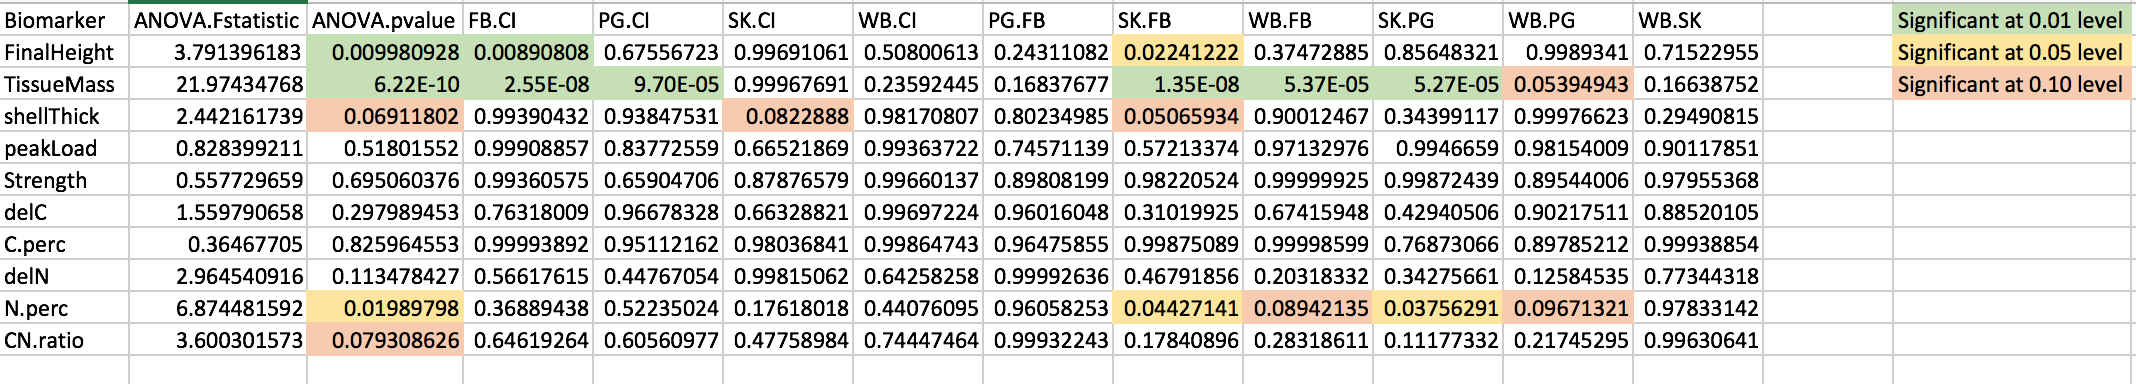 Biomarker ANOVA.Fstatistic ANOVA.pvalue FB.CI PG.CI SK.CI WB.CI PG.FB SK.FB WB.FB SK.PG WB.PG WB.SK Significant at 0.01 level
FinalHeight 3.791396183 0.009980928 0.00890808 0.67556723 0.99691061 0.50800613 0.24311082 0.02241222 0.37472885 0.85648321 0.9989341 0.71522955 Significant at 0.05 level
TissueMass 21.97434768 6.22E-10 2.55E-08 9.70E-05 0.99967691 0.23592445 0.16837677 1.35E-08 5.37E-05 5.27E-05 0.05394943 0.16638752 Significant at 0.10 level
shellThick 2.442161739 0.06911802 0.99390432 0.93847531 0.0822888 0.98170807 0.80234985 0.05065934 0.90012467 0.34399117 0.99976623 0.29490815
peakLoad 0.828399211 0.51801552 0.99908857 0.83772559 0.66521869 0.99363722 0.74571139 0.57213374 0.97132976 0.9946659 0.98154009 0.90117851
Strength 0.557729659 0.695060376 0.99360575 0.65904706 0.87876579 0.99660137 0.89808199 0.98220524 0.99999925 0.99872439 0.89544006 0.97955368
delC 1.559790658 0.297989453 0.76318009 0.96678328 0.66328821 0.99697224 0.96016048 0.31019925 0.67415948 0.42940506 0.90217511 0.88520105
C.perc 0.36467705 0.825964553 0.99993892 0.95112162 0.98036841 0.99864743 0.96475855 0.99875089 0.99998599 0.76873066 0.89785212 0.99938854
delN 2.964540916 0.113478427 0.56617615 0.44767054 0.99815062 0.64258258 0.99992636 0.46791856 0.20318332 0.34275661 0.12584535 0.77344318
N.perc 6.874481592 0.01989798 0.36889438 0.52235024 0.17618018 0.44076095 0.96058253 0.04427141 0.08942135 0.03756291 0.09671321 0.97833142
CN.ratio 3.600301573 0.079308626 0.64619264 0.60560977 0.47758984 0.74447464 0.99932243 0.17840896 0.28318611 0.11177332 0.21745295 0.99630641